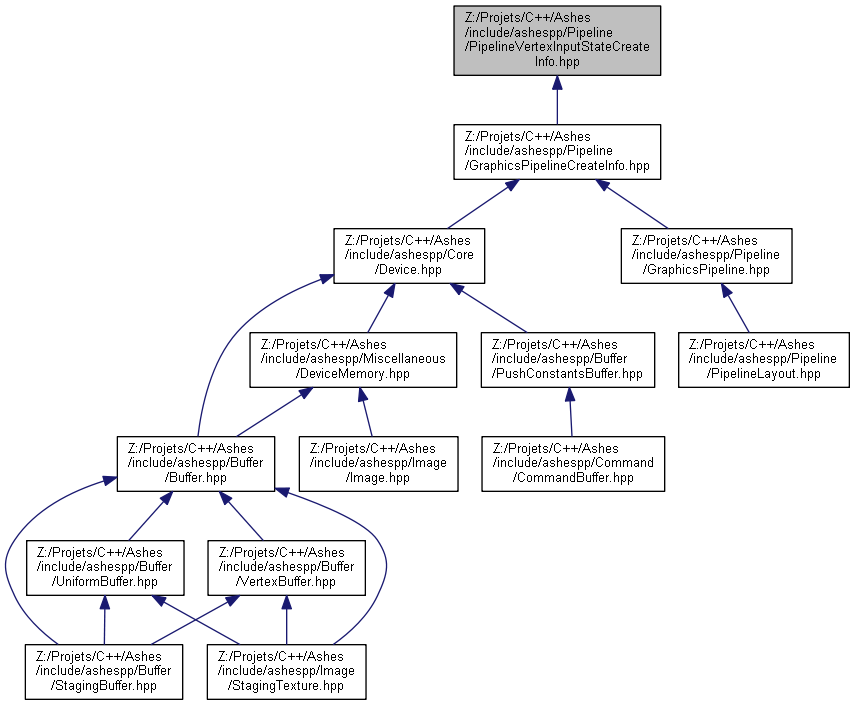 Z:/Projets/C++/Ashes
/include/ashespp/Pipeline
/PipelineVertexInputStateCreate
Info.hpp
Z:/Projets/C++/Ashes
/include/ashespp/Pipeline
/GraphicsPipelineCreateInfo.hpp
Z:/Projets/C++/Ashes
/include/ashespp/Core
/Device.hpp
Z:/Projets/C++/Ashes
/include/ashespp/Pipeline
/GraphicsPipeline.hpp
Z:/Projets/C++/Ashes
/include/ashespp/Miscellaneous
/DeviceMemory.hpp
Z:/Projets/C++/Ashes
/include/ashespp/Buffer
/PushConstantsBuffer.hpp
Z:/Projets/C++/Ashes
/include/ashespp/Pipeline
/PipelineLayout.hpp
Z:/Projets/C++/Ashes
/include/ashespp/Buffer
/Buffer.hpp
Z:/Projets/C++/Ashes
/include/ashespp/Image
/Image.hpp
Z:/Projets/C++/Ashes
/include/ashespp/Command
/CommandBuffer.hpp
Z:/Projets/C++/Ashes
/include/ashespp/Buffer
/UniformBuffer.hpp
Z:/Projets/C++/Ashes
/include/ashespp/Buffer
/VertexBuffer.hpp
Z:/Projets/C++/Ashes
/include/ashespp/Buffer
/StagingBuffer.hpp
Z:/Projets/C++/Ashes
/include/ashespp/Image
/StagingTexture.hpp